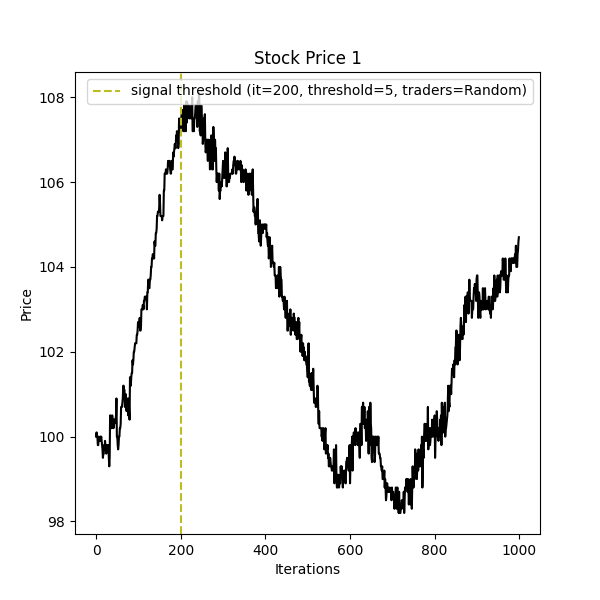 Stock Price 1
signal threshold (it=200, threshold=5, traders=Random)
108
106
104
102
100
98
Price
0 200 400 600 800 1000
Iterations